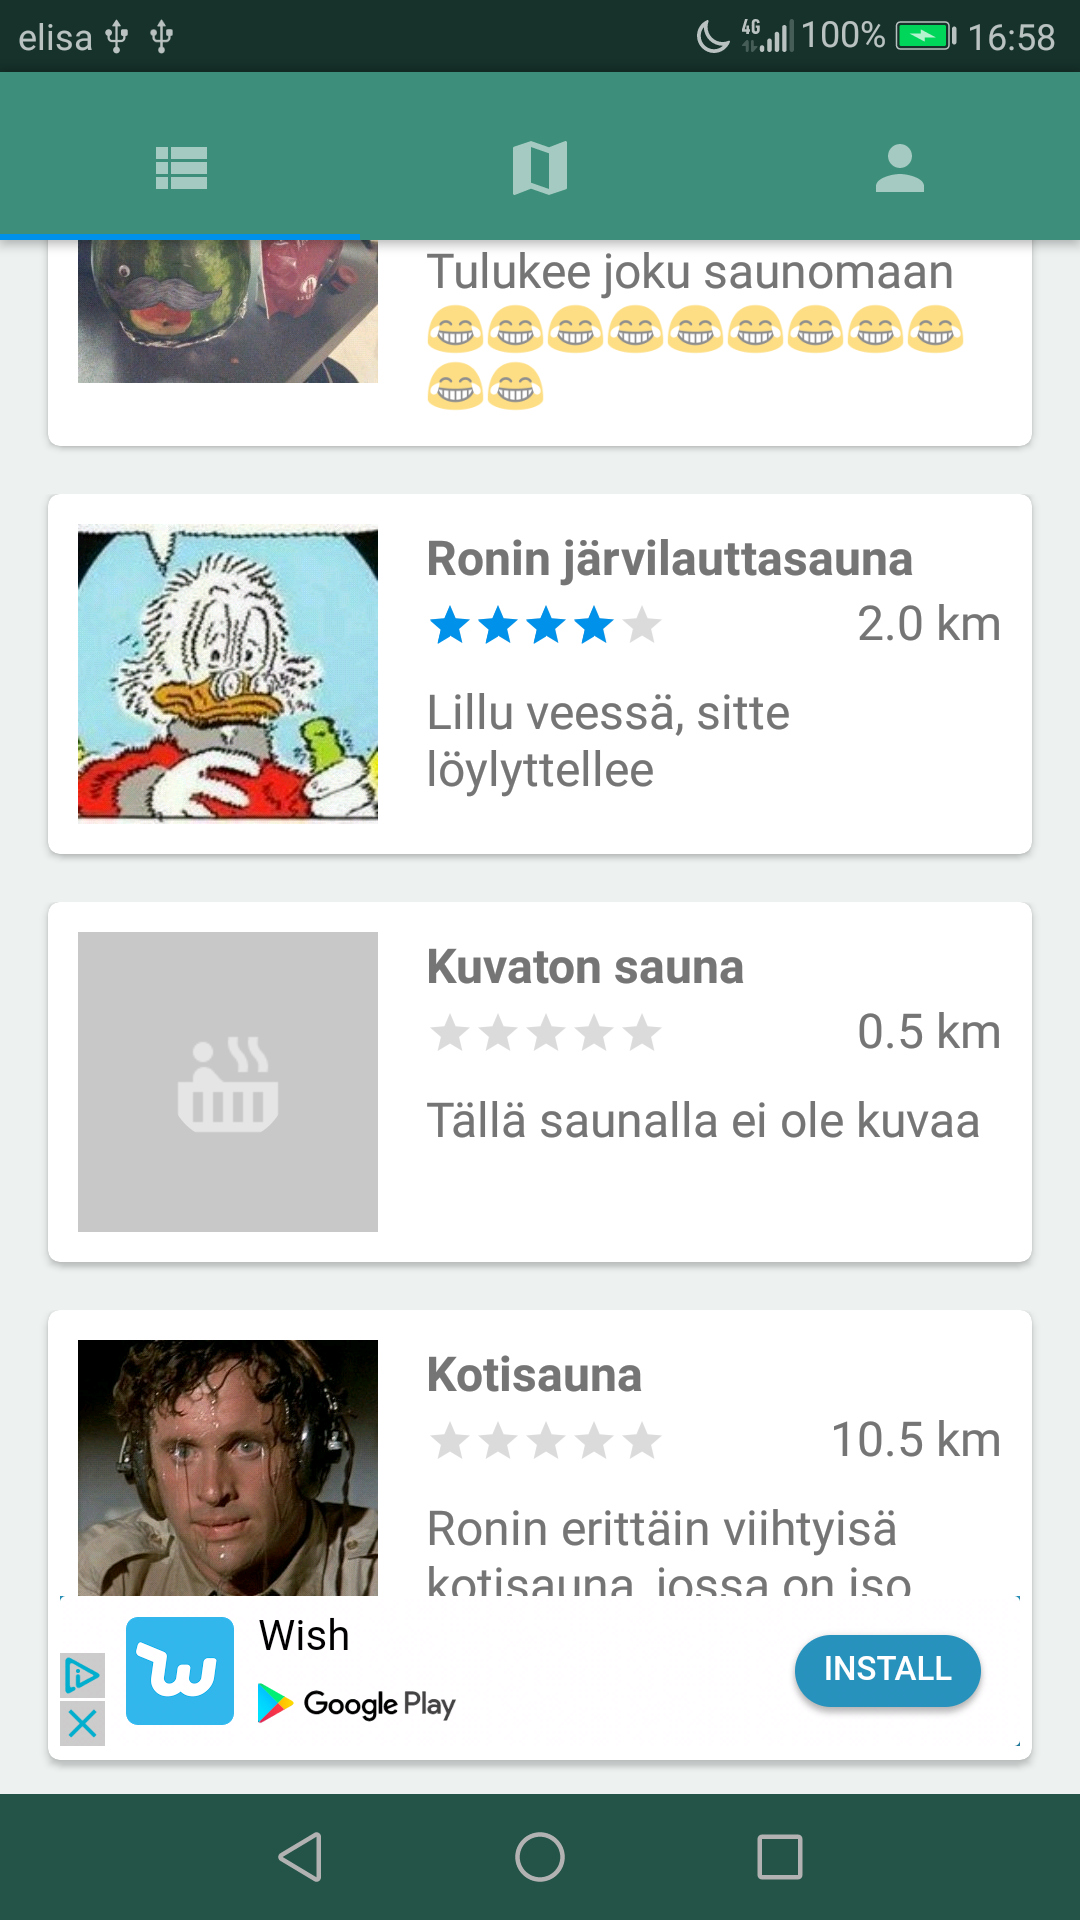 elisa 4G 100% 16:58
Tulukee joku saunomaan
😂😂😂😂😂😂😂😂😂
😂😂
Ronin järvilauttasauna
2.0 km
Lillu veessä, sitte
löylyttellee
Kuvaton sauna
0.5 km
Tällä saunalla ei ole kuvaa
Kotisauna
10.5 km
Ronin erittäin viihtyisä
kotisauna, jossa on iso
Wish
Google Play
INSTALL